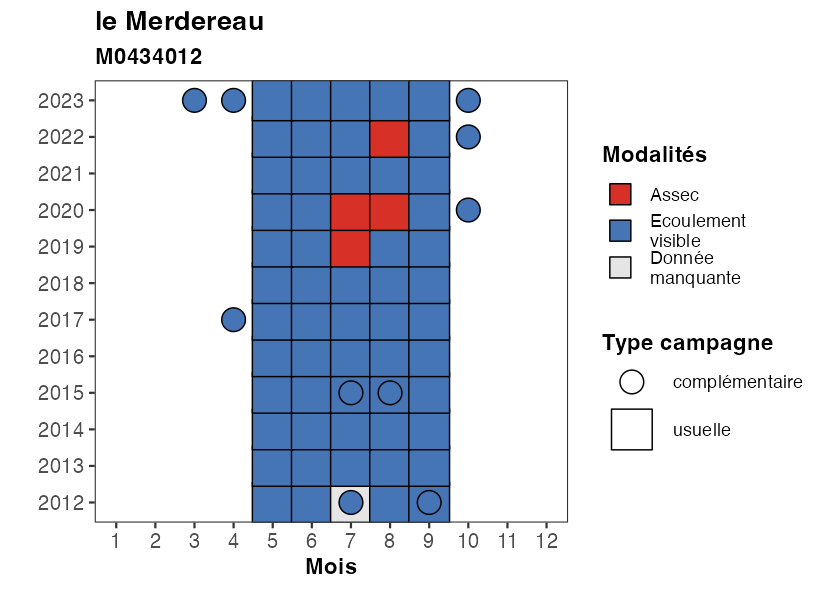 le Merdereau
M0434012
2023
2022
2021
2020
2019
2018
2017
2016
2015
2014
2013
2012
1 2 3 4 5 6 7 8 9 10 11 12
Mois
Modalités
Assec
Ecoulement
visible
Donnée
manquante
Type campagne
complémentaire
usuelle